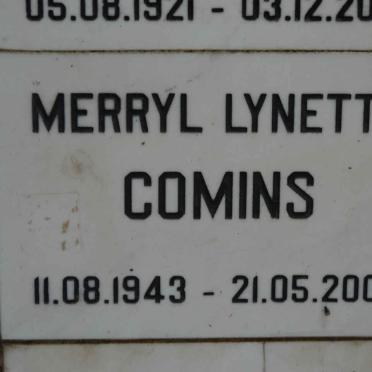 05.08.1921 - 03.12.20
MERRYL LYNETT
COMINS
11.08.1943 - 21.05.200